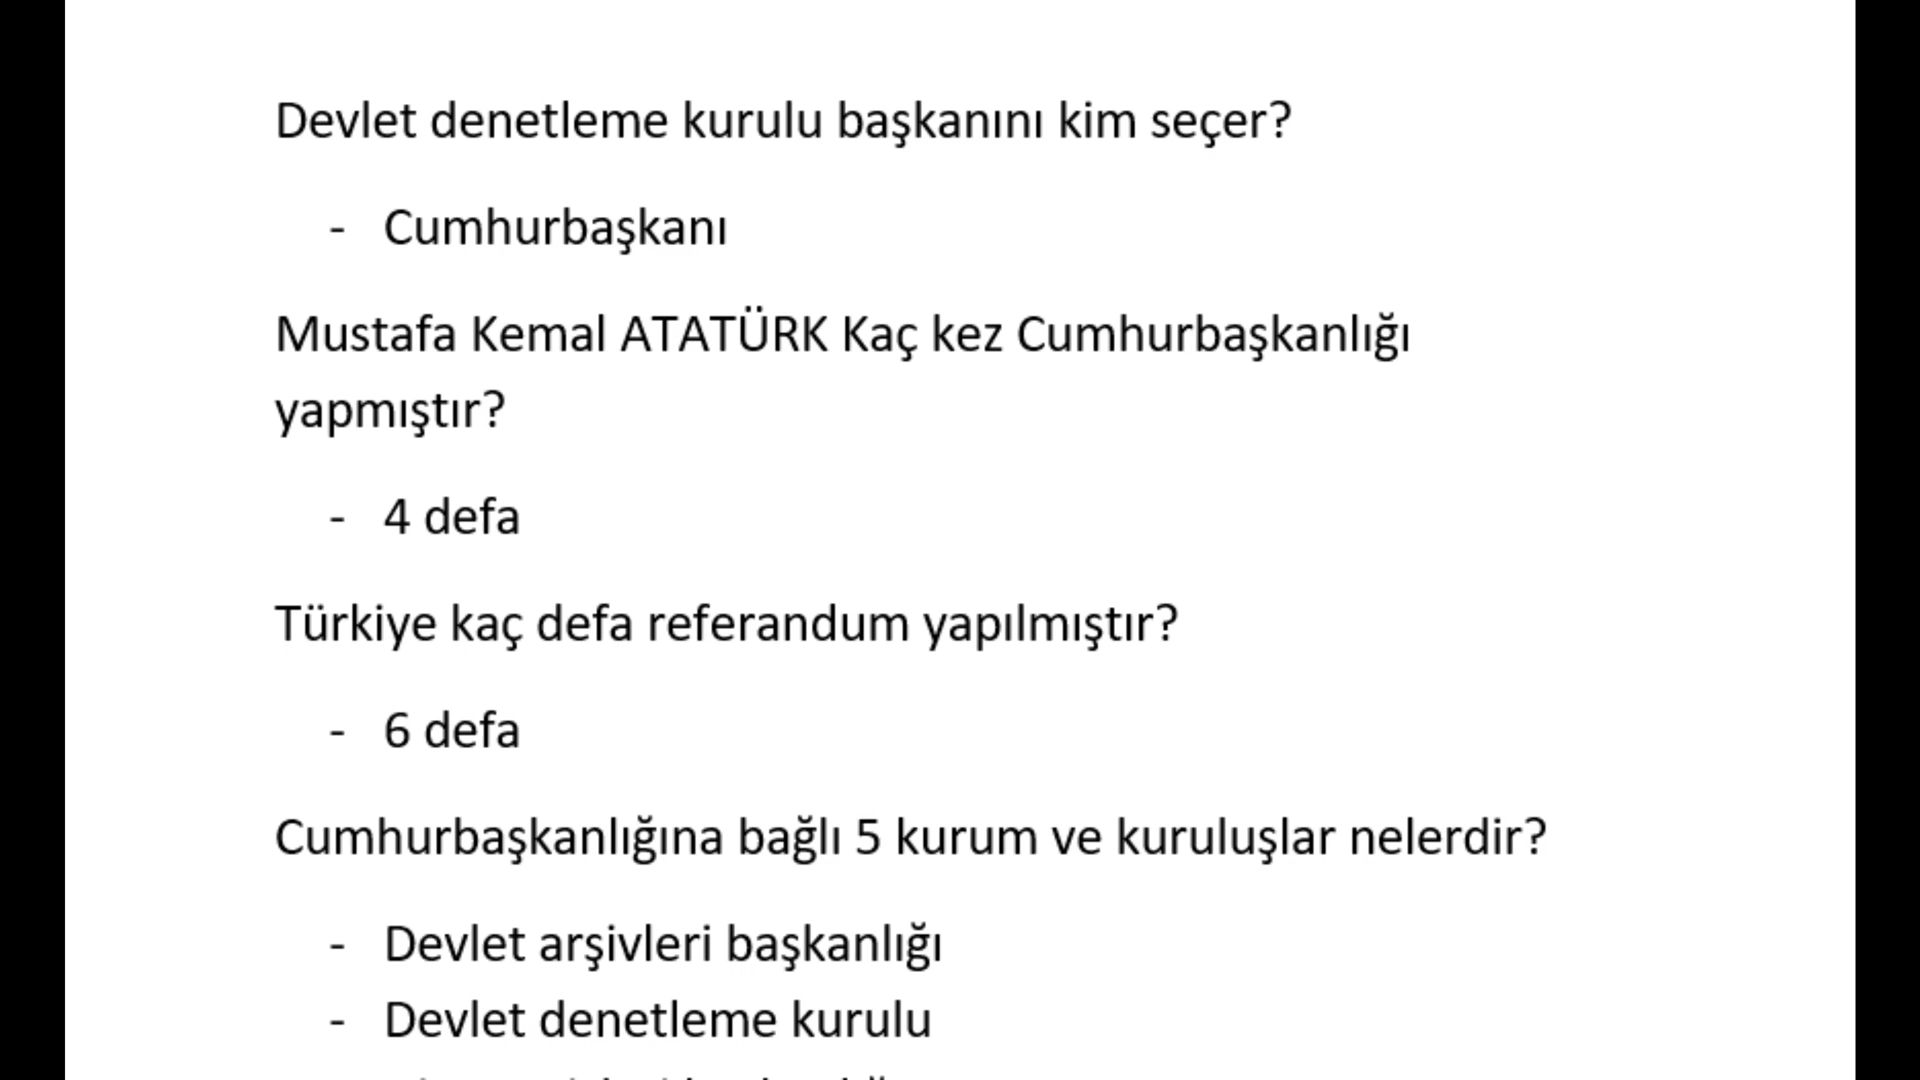 Devlet denetleme kurulu başkanını kim seçer?
- Cumhurbaşkanı
Mustafa Kemal ATATÜRK Kaç kez Cumhurbaşkanlığı
yapmıştır?
- 4 defa
Türkiye kaç defa referandum yapılmıştır?
- 6 defa
Cumhurbaşkanlığına bağlı 5 kurum ve kuruluşlar nelerdir?
- Devlet arşivleri başkanlığı
- Devlet denetleme kurulu